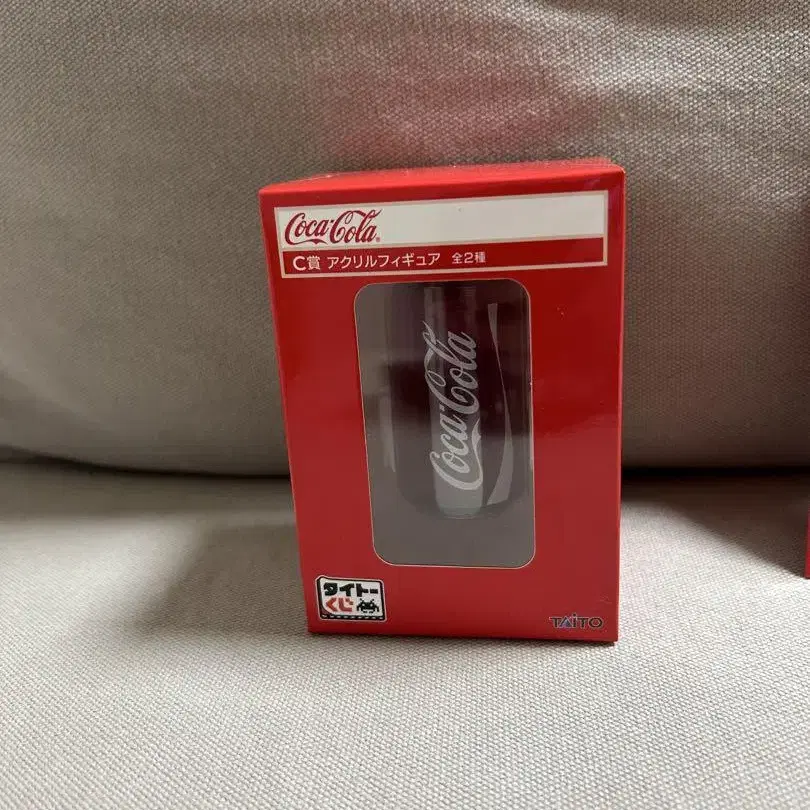 Coca-Cola
C賞 アクリルフィギュア 全2種
Coca-Cola
タイトー
くじ
TAITO